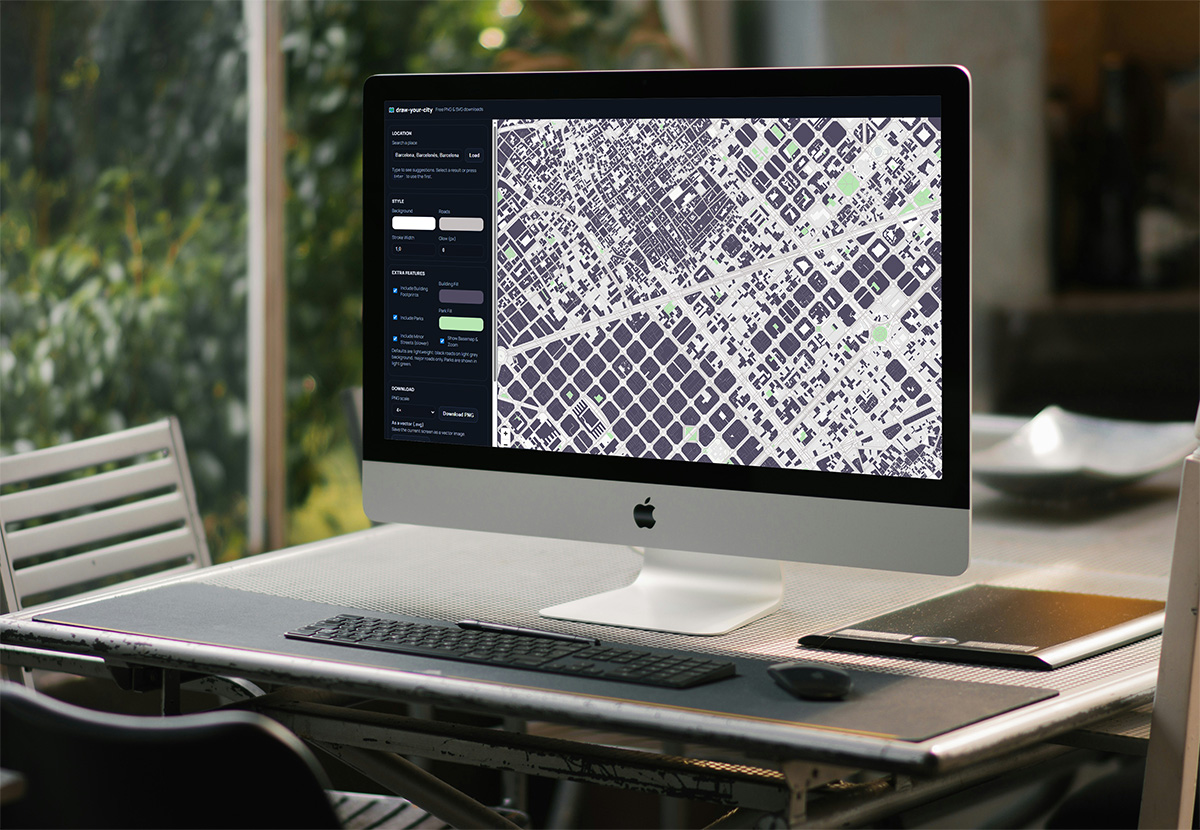 draw-your-city Free PNG & SVG downloads
LOCATION
Search a place
Barcelona, Barcelonès, Barcelona
Load
Type to see suggestions. Select a result or press
Enter to use the first.
STYLE
Background
Roads
Stroke Width
Glow (px)
1,5
6
EXTRA FEATURES
Include Building
Footprints
Building Fill
Include Parks
Park Fill
Include Minor
Streets (slower)
Show Basemap &
Zoom
Defaults are lightweight: black roads on light grey
background, major roads only. Parks are shown in
light green.
DOWNLOAD
PNG scale
4×
Download PNG
As a vector (.svg)
Save the current screen as a vector image.